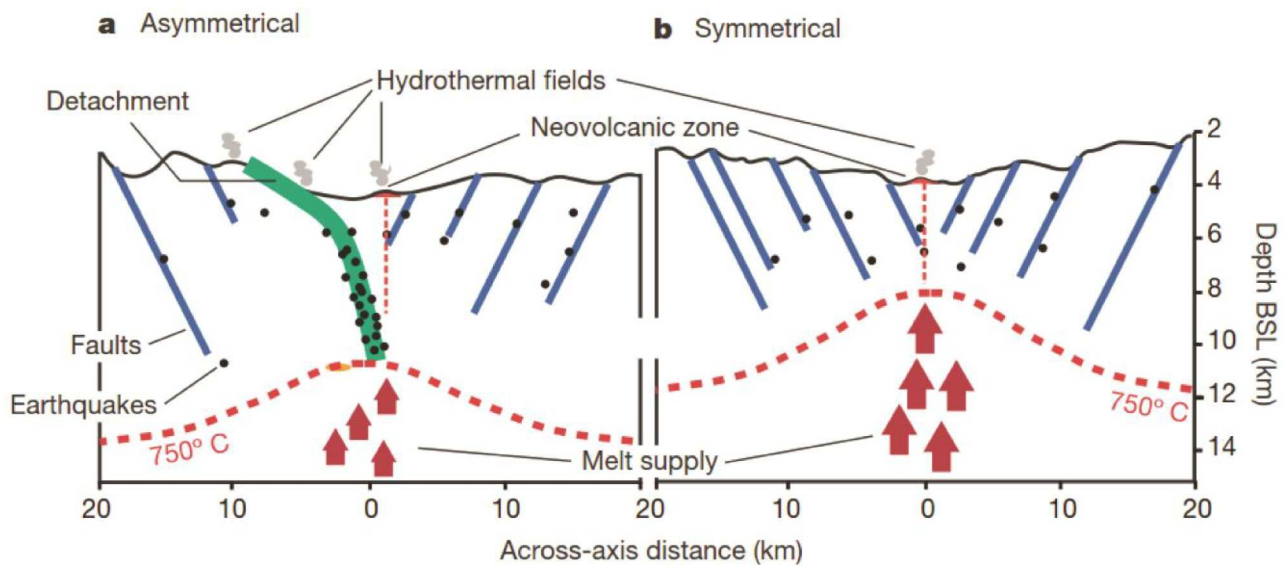 a Asymmetrical
b Symmetrical
Hydrothermal fields
Detachment
Neovolcanic zone
2
4
6
8
10
12
14
Depth BSL (km)
Faults
Earthquakes
750° C
750° C
Melt supply
20 10 0 10 20 10 0 10 20
Across-axis distance (km)